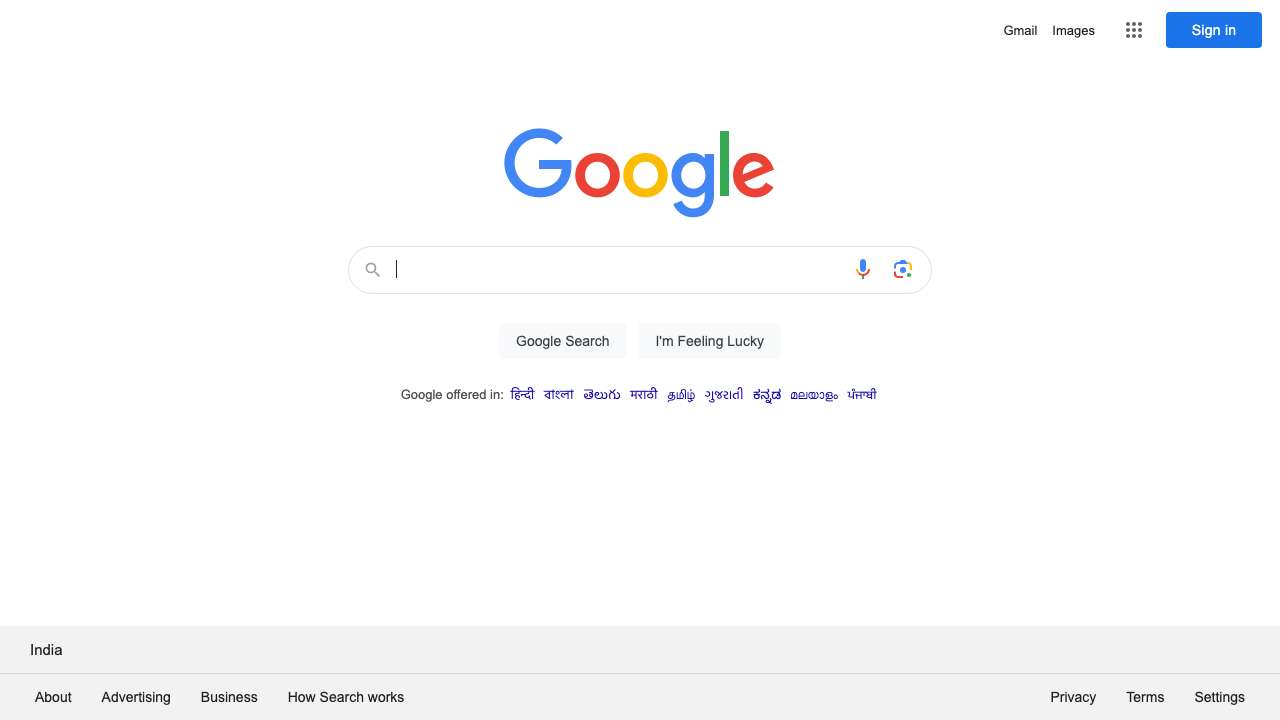 Gmail Images Sign in
Google
Google Search I'm Feeling Lucky
Google offered in: हिन्दी বাংলা తెలుగు मराठी தமிழ் ગુજરાતી ಕನ್ನಡ മലയാളം ਪੰਜਾਬੀ
India
About Advertising Business How Search works Privacy Terms Settings